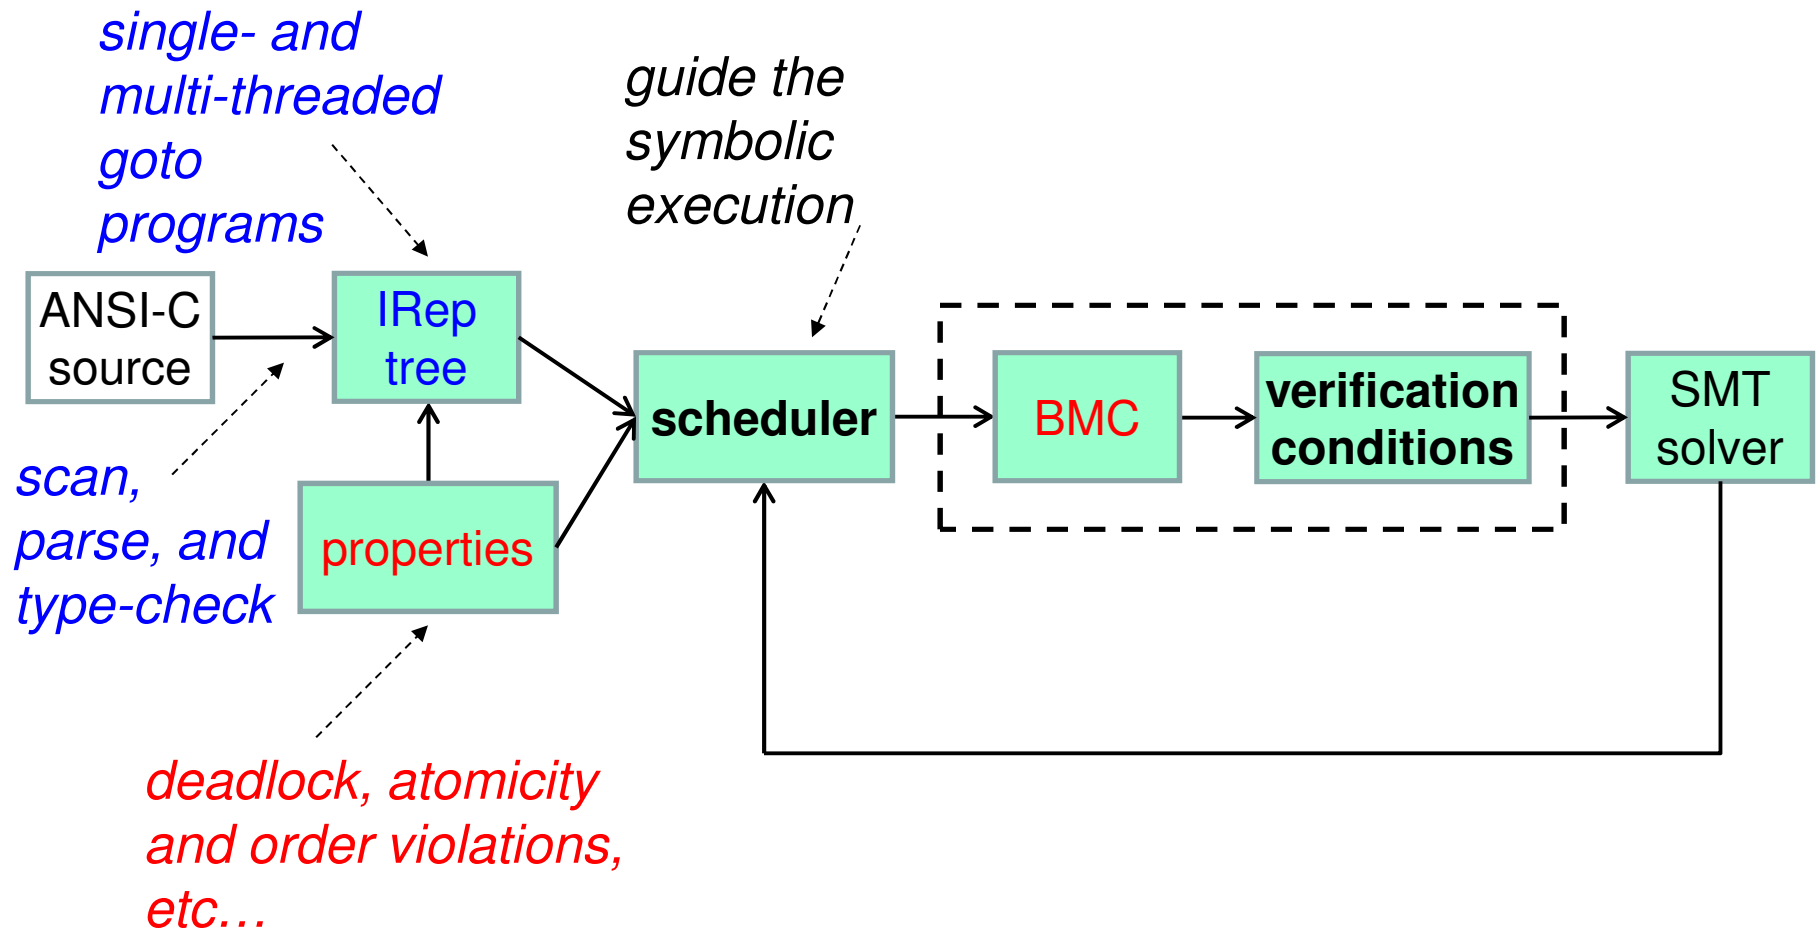 single- and
multi-threaded
goto
programs
guide the
symbolic
execution
ANSI-C
source
IRep
tree
scheduler
BMC
verification
conditions
SMT
solver
scan,
parse, and
type-check
properties
deadlock, atomicity
and order violations,
etc…